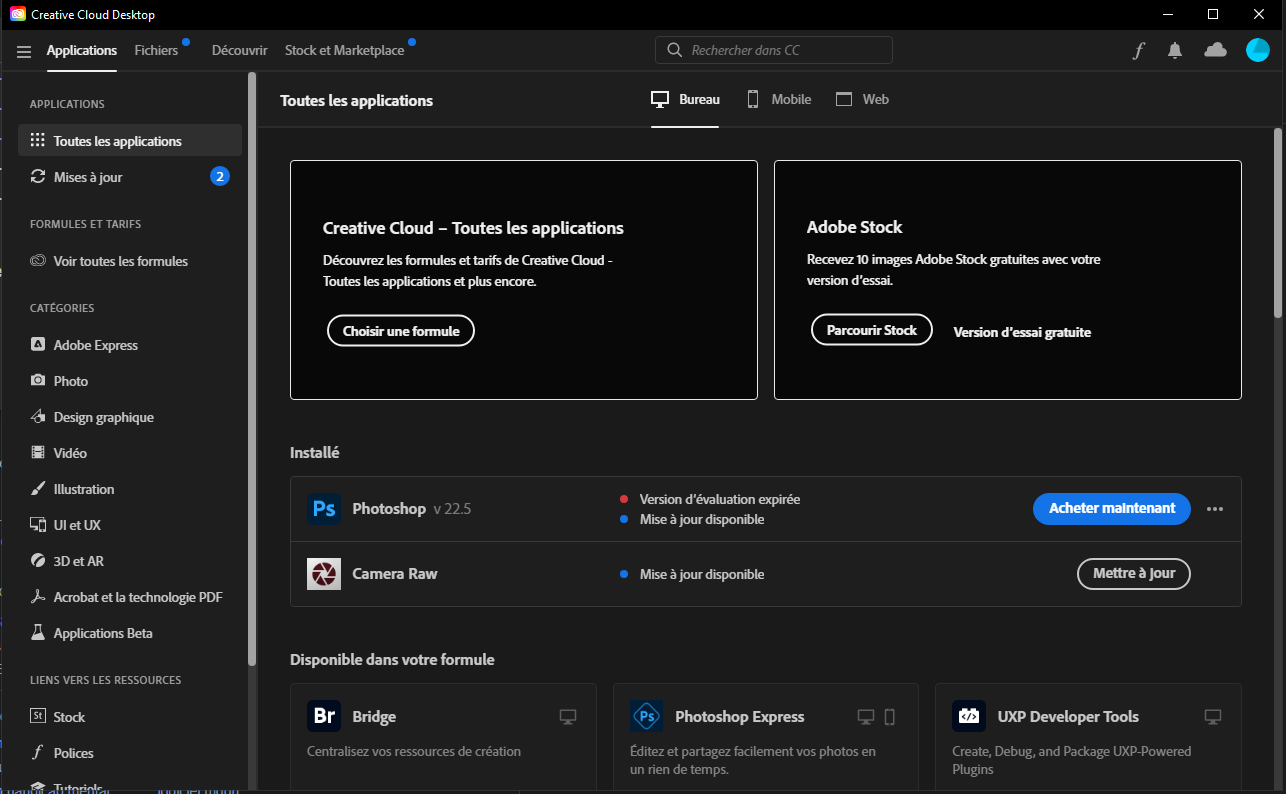 Creative Cloud Desktop
Applications
Fichiers
Découvrir
Stock et Marketplace
Rechercher dans CC
APPLICATIONS
Toutes les applications
Mises à jour
2
FORMULES ET TARIFS
Voir toutes les formules
CATÉGORIES
Adobe Express
Photo
Design graphique
Vidéo
Illustration
UI et UX
3D et AR
Acrobat et la technologie PDF
Applications Beta
LIENS VERS LES RESSOURCES
St
Stock
Polices
Tutoriels
Toutes les applications
Bureau
Mobile
Web
Creative Cloud – Toutes les applications
Découvrez les formules et tarifs de Creative Cloud -
Toutes les applications et plus encore.
Choisir une formule
Adobe Stock
Recevez 10 images Adobe Stock gratuites avec votre
version d'essai.
Parcourir Stock
Version d'essai gratuite
Installé
Ps
Photoshop v 22.5
Version d'évaluation expirée
Mise à jour disponible
Acheter maintenant
Camera Raw
Mise à jour disponible
Mettre à jour
Disponible dans votre formule
Br
Bridge
Centralisez vos ressources de création
Ps
Photoshop Express
Éditez et partagez facilement vos photos en
un rien de temps.
UXP Developer Tools
Create, Debug, and Package UXP-Powered
Plugins